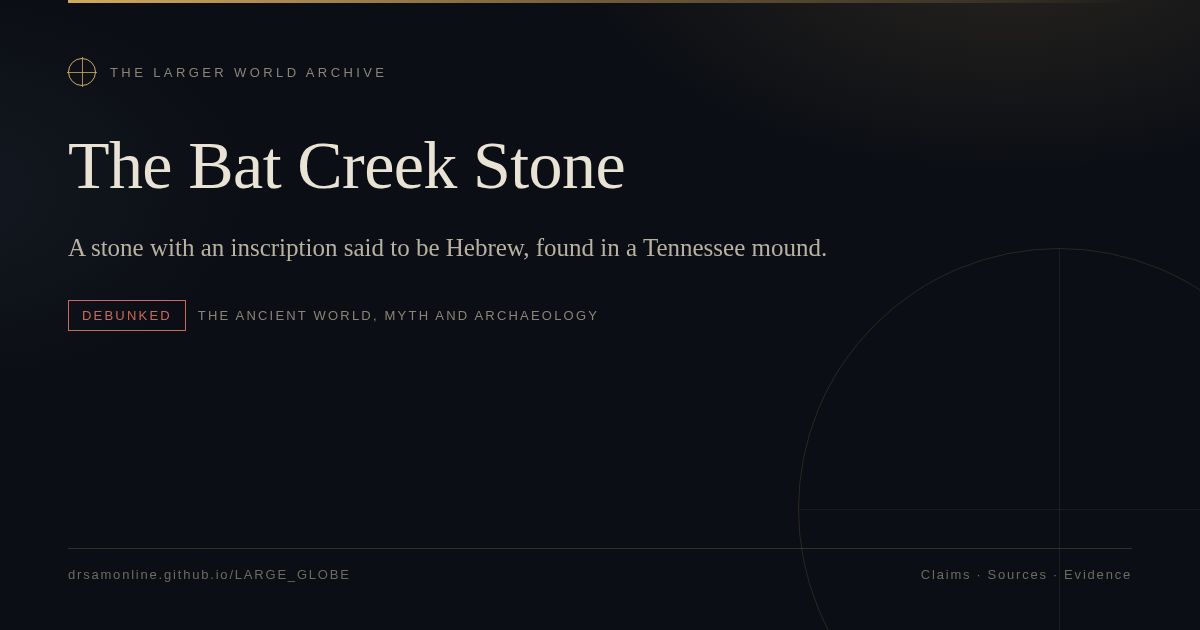 THE LARGER WORLD ARCHIVE
The Bat Creek Stone
A stone with an inscription said to be Hebrew, found in a Tennessee mound.
DEBUNKED THE ANCIENT WORLD, MYTH AND ARCHAEOLOGY
drsamonline.github.io/LARGE_GLOBE Claims · Sources · Evidence